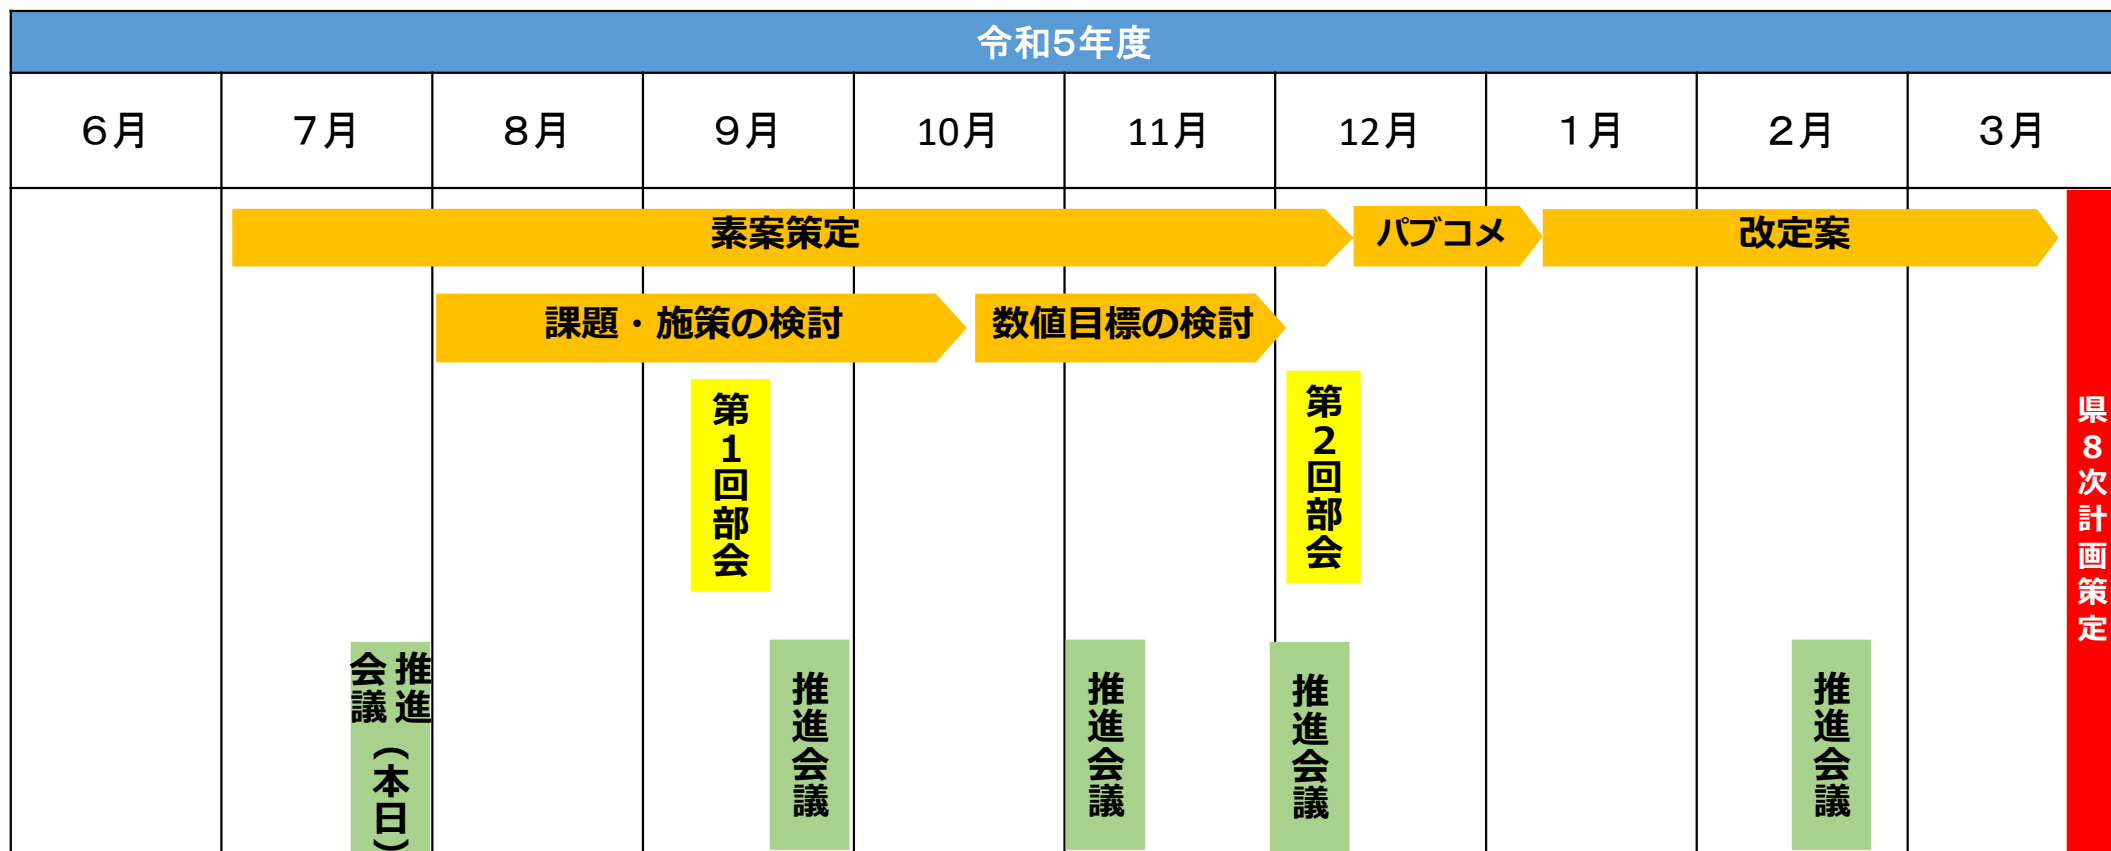 令和5年度
6月
7月
8月
9月
10月
11月
12月
1月
2月
3月
素案策定
パブコメ
改定案
課題・施策の検討
数値目標の検討
第1回部会
第2回部会
県8次計画策定
推進会議（本日）
推進会議
推進会議
推進会議
推進会議